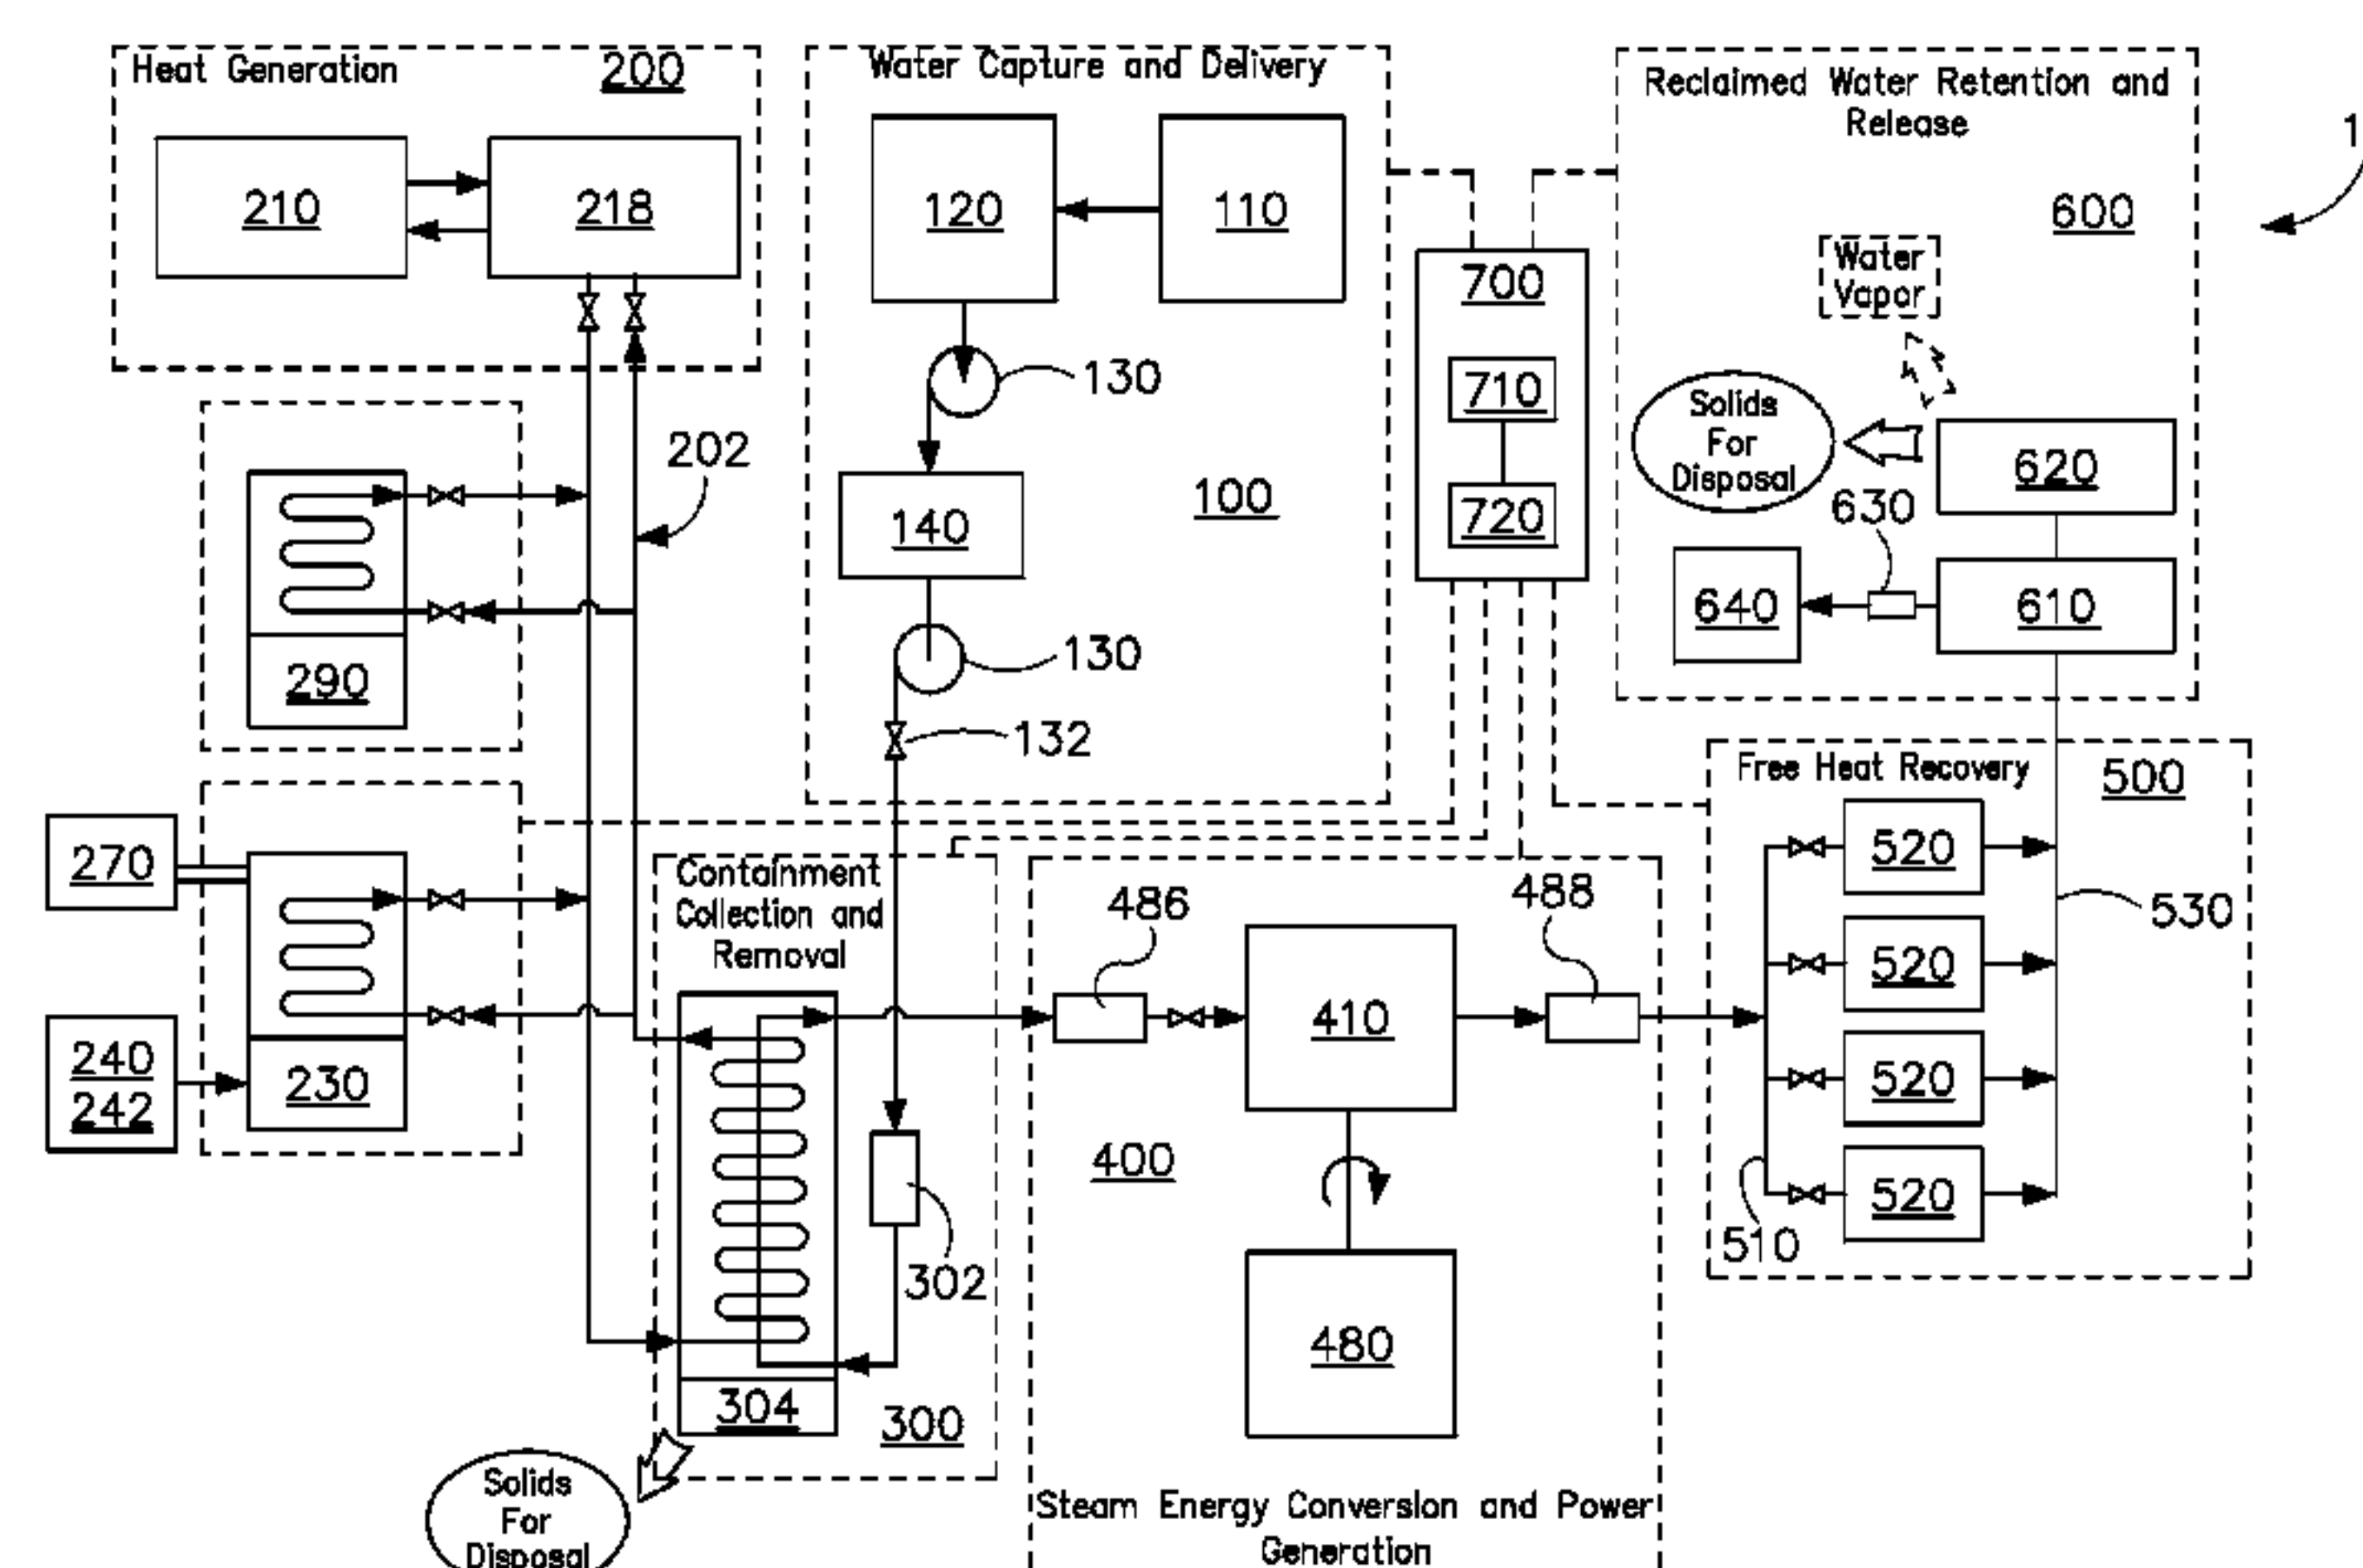 Heat Generation
200
210
218
202
290
270
240
242
230
Water Capture and Delivery
120
110
130
140
100
130
132
700
710
720
Reclaimed Water Retention and
Release
600
1
Water
Vapor
Solids
For
Disposal
620
630
640
610
Free Heat Recovery
500
520
520
520
520
530
510
Containment
Collection and
Removal
302
304
300
Solids
For
Disposal
486
488
410
400
480
Steam Energy Conversion and Power
Generation